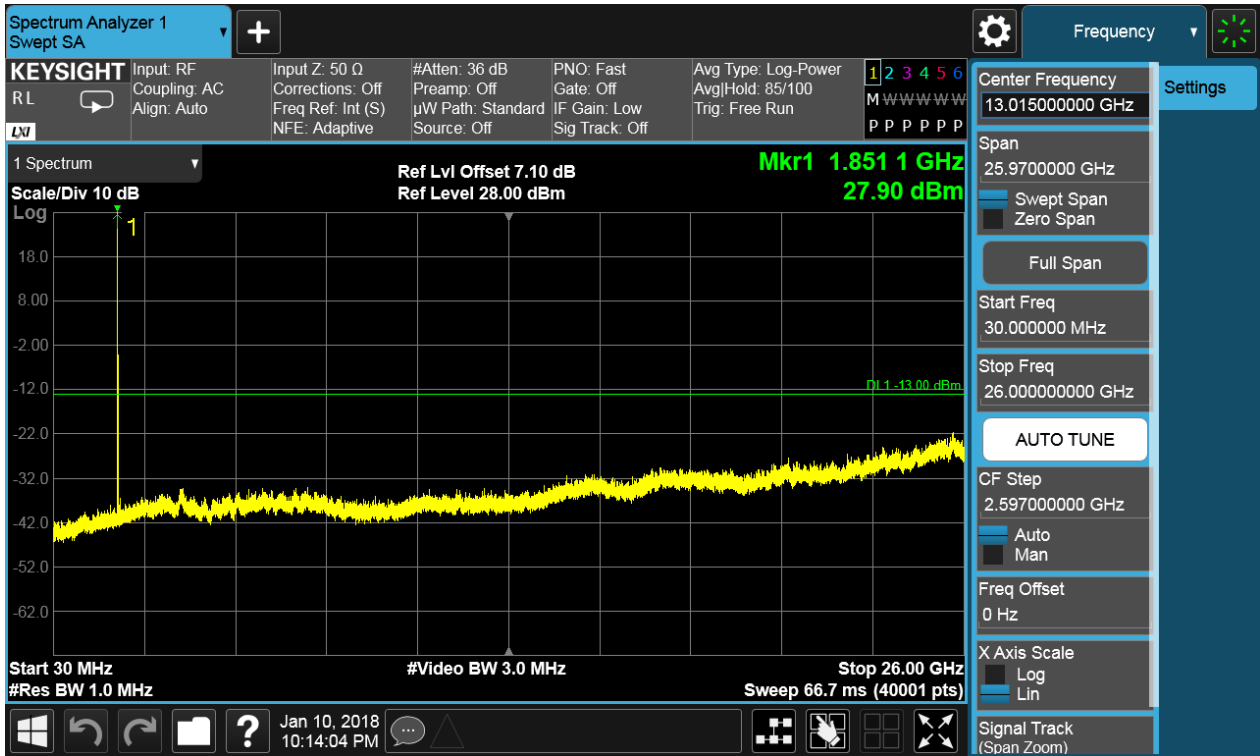 Spectrum Analyzer 1
Swept SA
+
Frequency
KEYSIGHT
RL
LXI
Input: RF
Coupling: AC
Align: Auto
Input Z: 50 Ω
Corrections: Off
Freq Ref: Int (S)
NFE: Adaptive
#Atten: 36 dB
Preamp: Off
µW Path: Standard
Source: Off
PNO: Fast
Gate: Off
IF Gain: Low
Sig Track: Off
Avg Type: Log-Power
Avg|Hold: 85/100
Trig: Free Run
1 2 3 4 5 6
M W W W W W
P P P P P P
1 Spectrum
Scale/Div 10 dB
Log
Ref Lvl Offset 7.10 dB
Ref Level 28.00 dBm
Mkr1 1.851 1 GHz
27.90 dBm
1
18.0
8.00
-2.00
-12.0
-22.0
-32.0
-42.0
-52.0
-62.0
DL1 -13.00 dBm
Start 30 MHz
#Res BW 1.0 MHz
#Video BW 3.0 MHz
Stop 26.00 GHz
Sweep 66.7 ms (40001 pts)
Center Frequency
13.015000000 GHz
Span
25.9700000 GHz
Swept Span
Zero Span
Full Span
Start Freq
30.000000 MHz
Stop Freq
26.000000000 GHz
AUTO TUNE
CF Step
2.597000000 GHz
Auto
Man
Freq Offset
0 Hz
X Axis Scale
Log
Lin
Signal Track
(Span Zoom)
Settings
?
Jan 10, 2018
10:14:04 PM